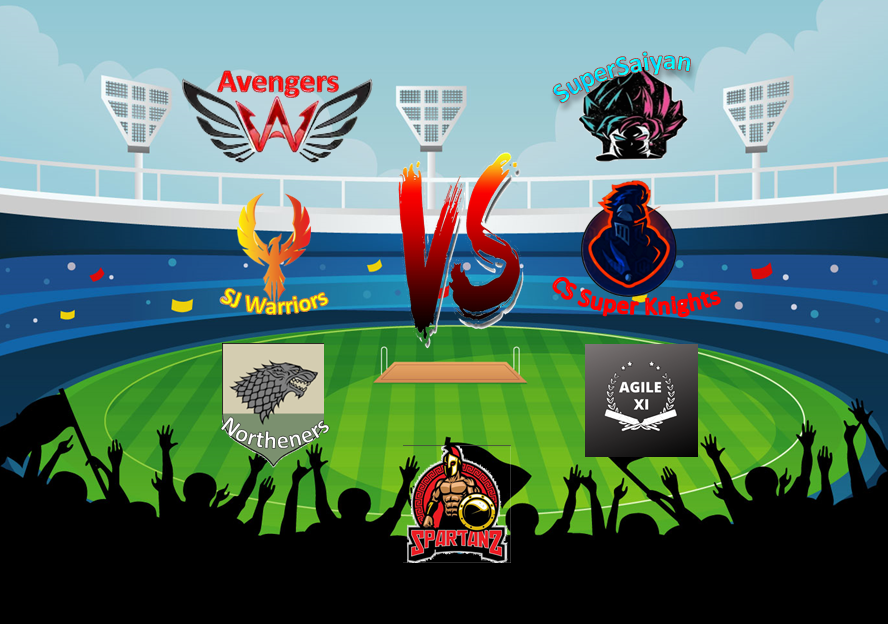 Avengers
SuperSaiyan
VS
SJ Warriors
CS Super Knights
Northeners
AGILE
XI
SPARTANZ